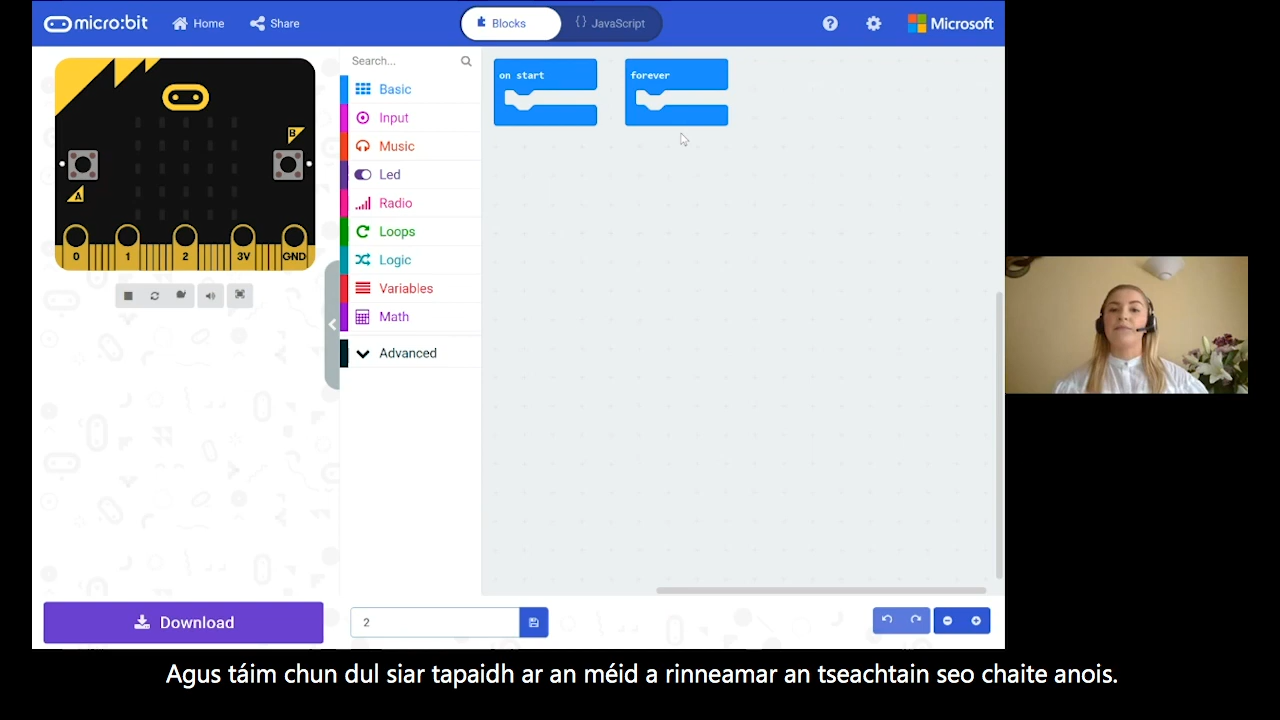 micro:bit Home Share Blocks {} JavaScript ? Microsoft
Search...
on start
forever
Basic
Input
Music
Led
Radio
Loops
Logic
Variables
Math
Advanced
A
B
0 1 2 3V GND
Download
2
Agus táim chun dul siar tapaidh ar an méid a rinneamar an tseachtain seo chaite anois.